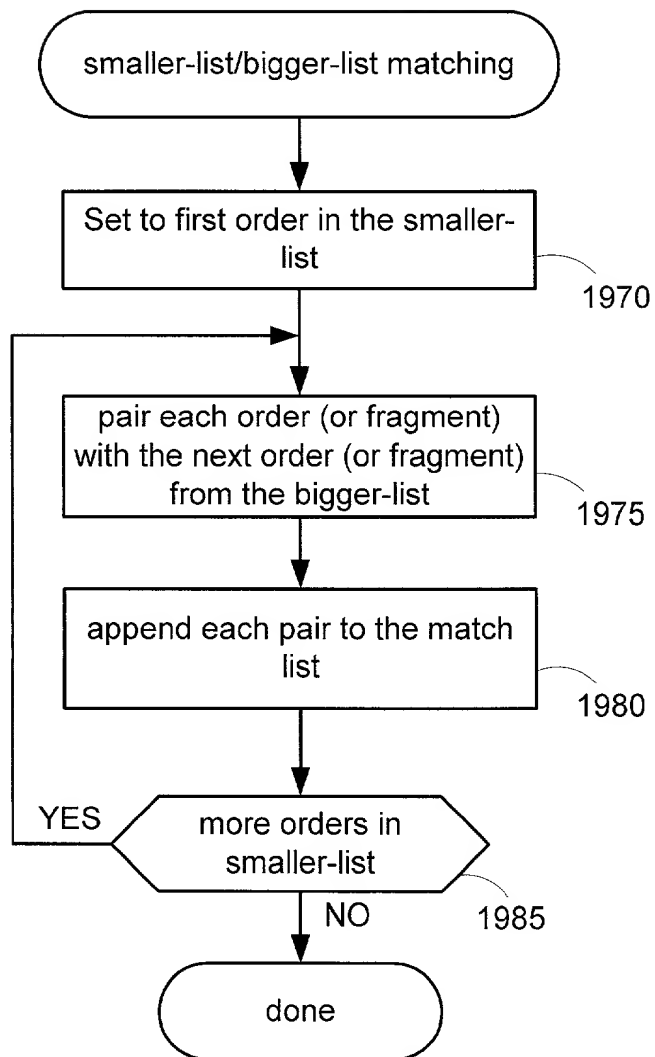 smaller-list/bigger-list matching
Set to first order in the smaller-
list
1970
pair each order (or fragment)
with the next order (or fragment)
from the bigger-list
1975
append each pair to the match
list
1980
YES
more orders in
smaller-list
1985
NO
done